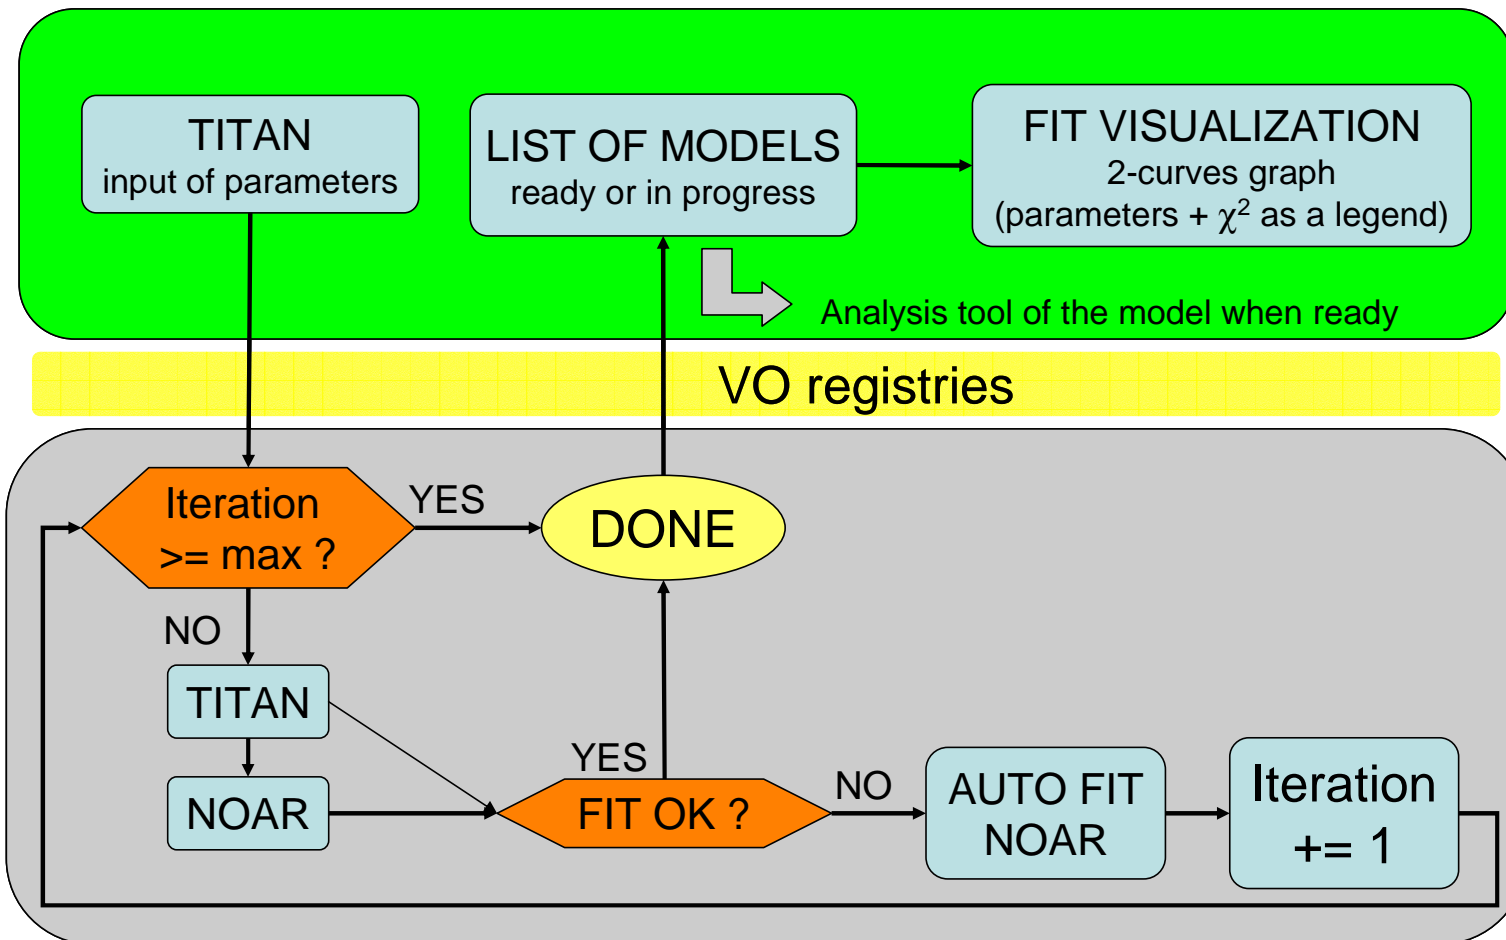 TITAN
input of parameters
LIST OF MODELS
ready or in progress
FIT VISUALIZATION
2-curves graph
(parameters + χ² as a legend)
Analysis tool of the model when ready
VO registries
Iteration
>= max ?
YES
DONE
NO
TITAN
NOAR
YES
FIT OK ?
NO
AUTO FIT
NOAR
Iteration
+= 1